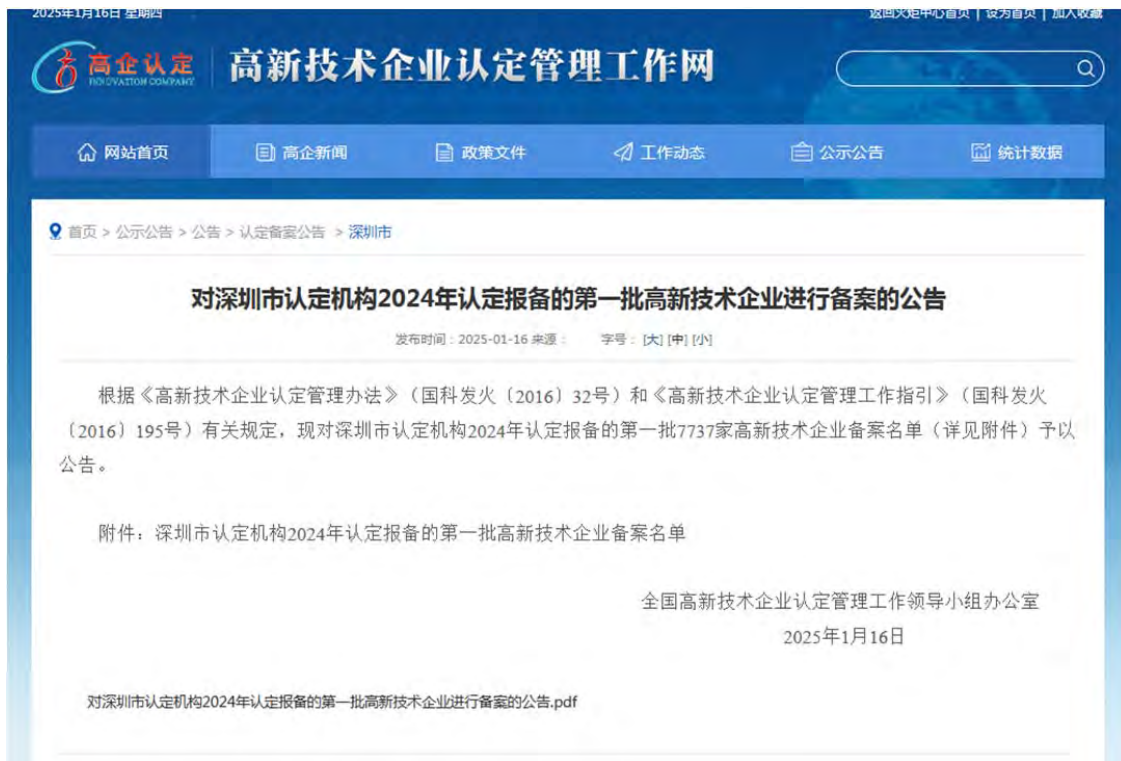 2025年1月16日 星期四
返回火炬中心首页 | 设为首页 | 加入收藏
高企认定
INNOVATION COMPANY
高新技术企业认定管理工作网
网站首页
高企新闻
政策文件
工作动态
公示公告
统计数据
首页 > 公示公告 > 公告 > 认定备案公告 > 深圳市
对深圳市认定机构2024年认定报备的第一批高新技术企业进行备案的公告
发布时间：2025-01-16 来源： 字号： [大] [中] [小]
根据《高新技术企业认定管理办法》（国科发火〔2016〕32号）和《高新技术企业认定管理工作指引》（国科发火
〔2016〕195号）有关规定，现对深圳市认定机构2024年认定报备的第一批7737家高新技术企业备案名单（详见附件）予以
公告。
附件：深圳市认定机构2024年认定报备的第一批高新技术企业备案名单
全国高新技术企业认定管理工作领导小组办公室
2025年1月16日
对深圳市认定机构2024年认定报备的第一批高新技术企业进行备案的公告.pdf